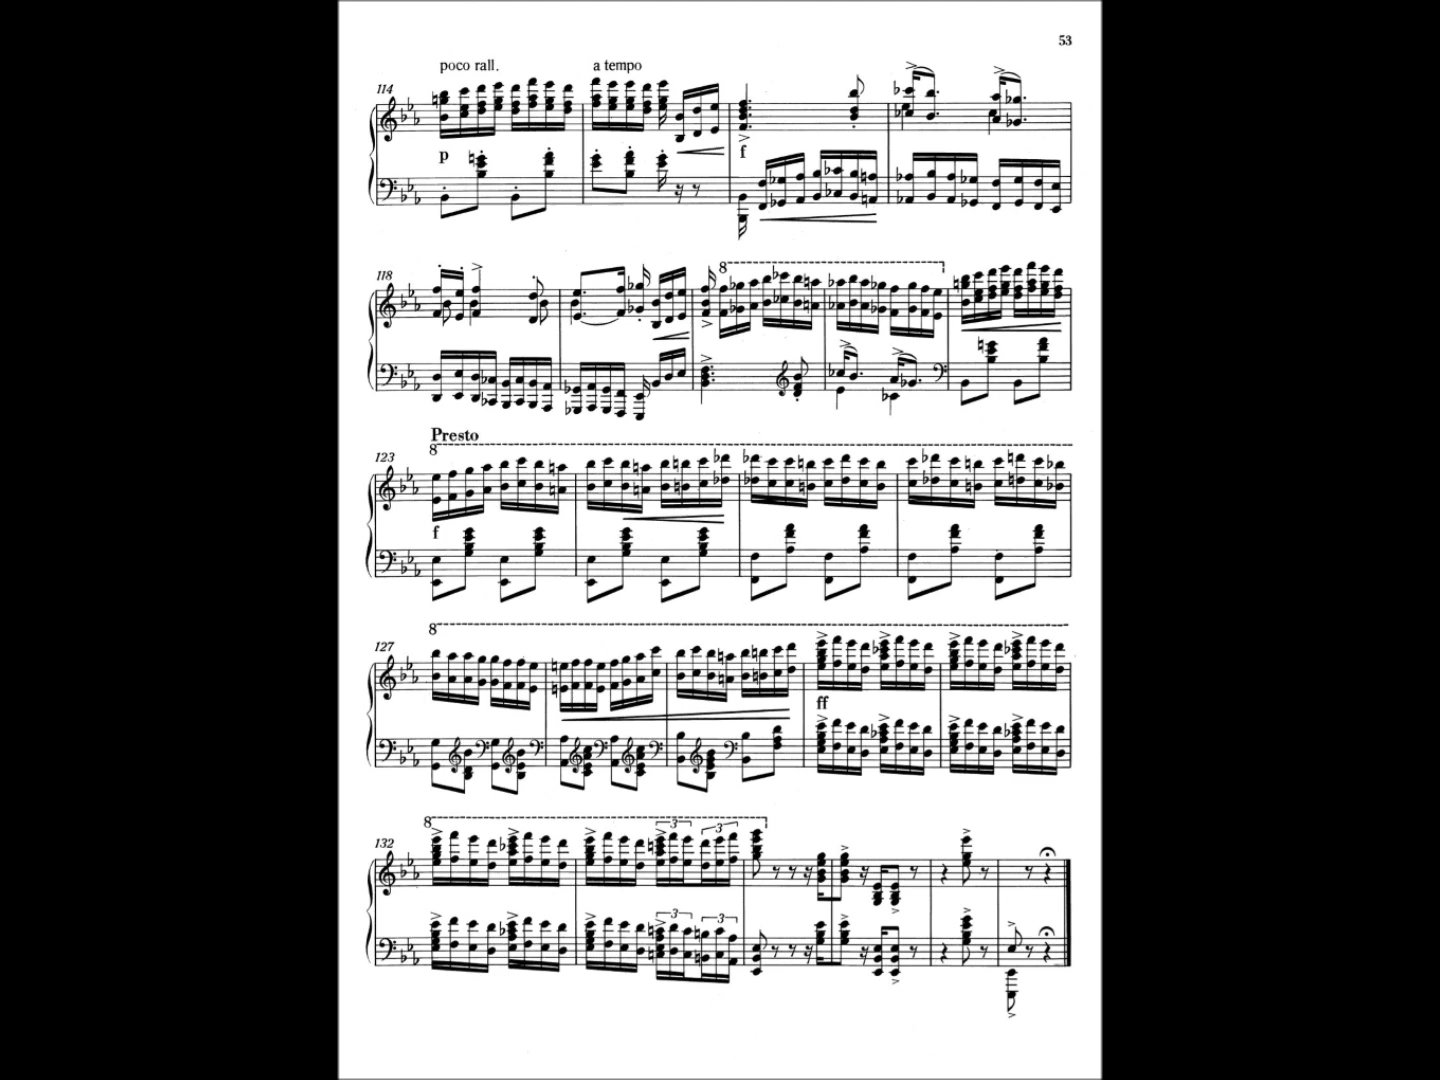 53
poco rall. a tempo
114
p f
118
8
Presto
8
123
f
8
127
ff
8
132 3 3
3 3